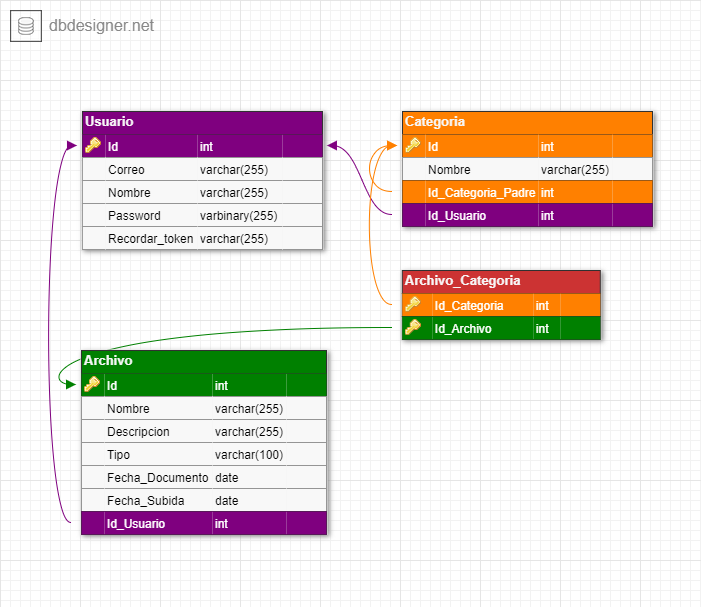 dbdesigner.net
Usuario
Id int
Correo varchar(255)
Nombre varchar(255)
Password varbinary(255)
Recordar_token varchar(255)
Categoria
Id int
Nombre varchar(255)
Id_Categoria_Padre int
Id_Usuario int
Archivo_Categoria
Id_Categoria int
Id_Archivo int
Archivo
Id int
Nombre varchar(255)
Descripcion varchar(255)
Tipo varchar(100)
Fecha_Documento date
Fecha_Subida date
Id_Usuario int